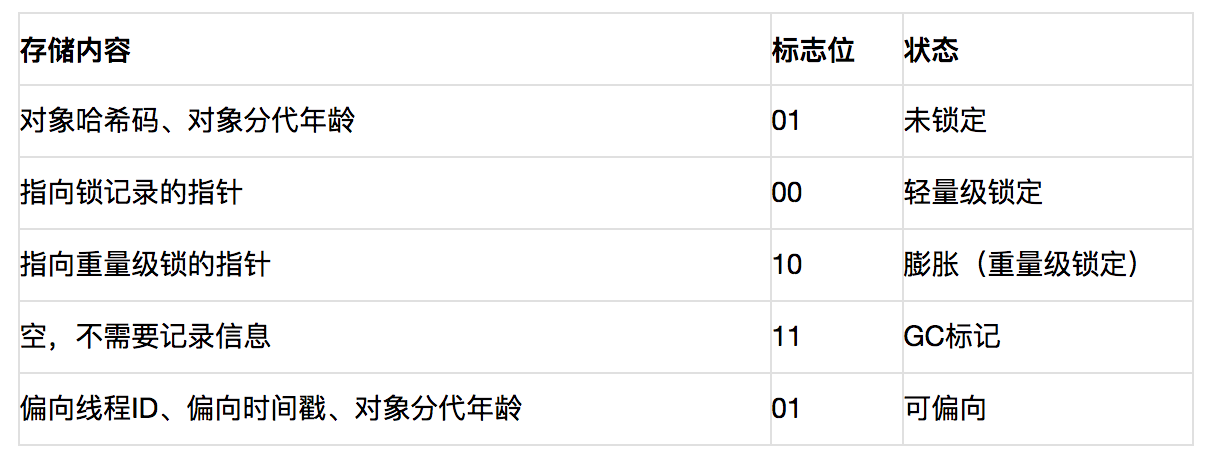 存储内容 标志位 状态
对象哈希码、对象分代年龄 01 未锁定
指向锁记录的指针 00 轻量级锁定
指向重量级锁的指针 10 膨胀（重量级锁定）
空，不需要记录信息 11 GC标记
偏向线程ID、偏向时间戳、对象分代年龄 01 可偏向